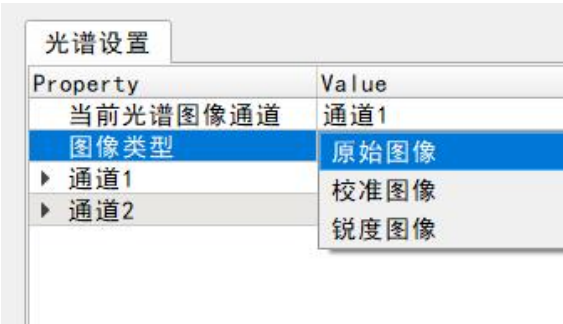 光谱设置
Property Value
当前光谱图像通道 通道1
图像类型 原始图像
通道1 校准图像
通道2 锐度图像